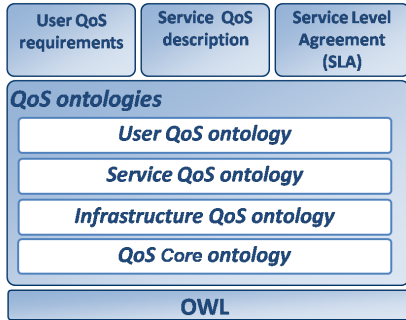 User QoS
requirements
Service QoS
description
Service Level
Agreement
(SLA)
QoS ontologies
User QoS ontology
Service QoS ontology
Infrastructure QoS ontology
QoS Core ontology
OWL